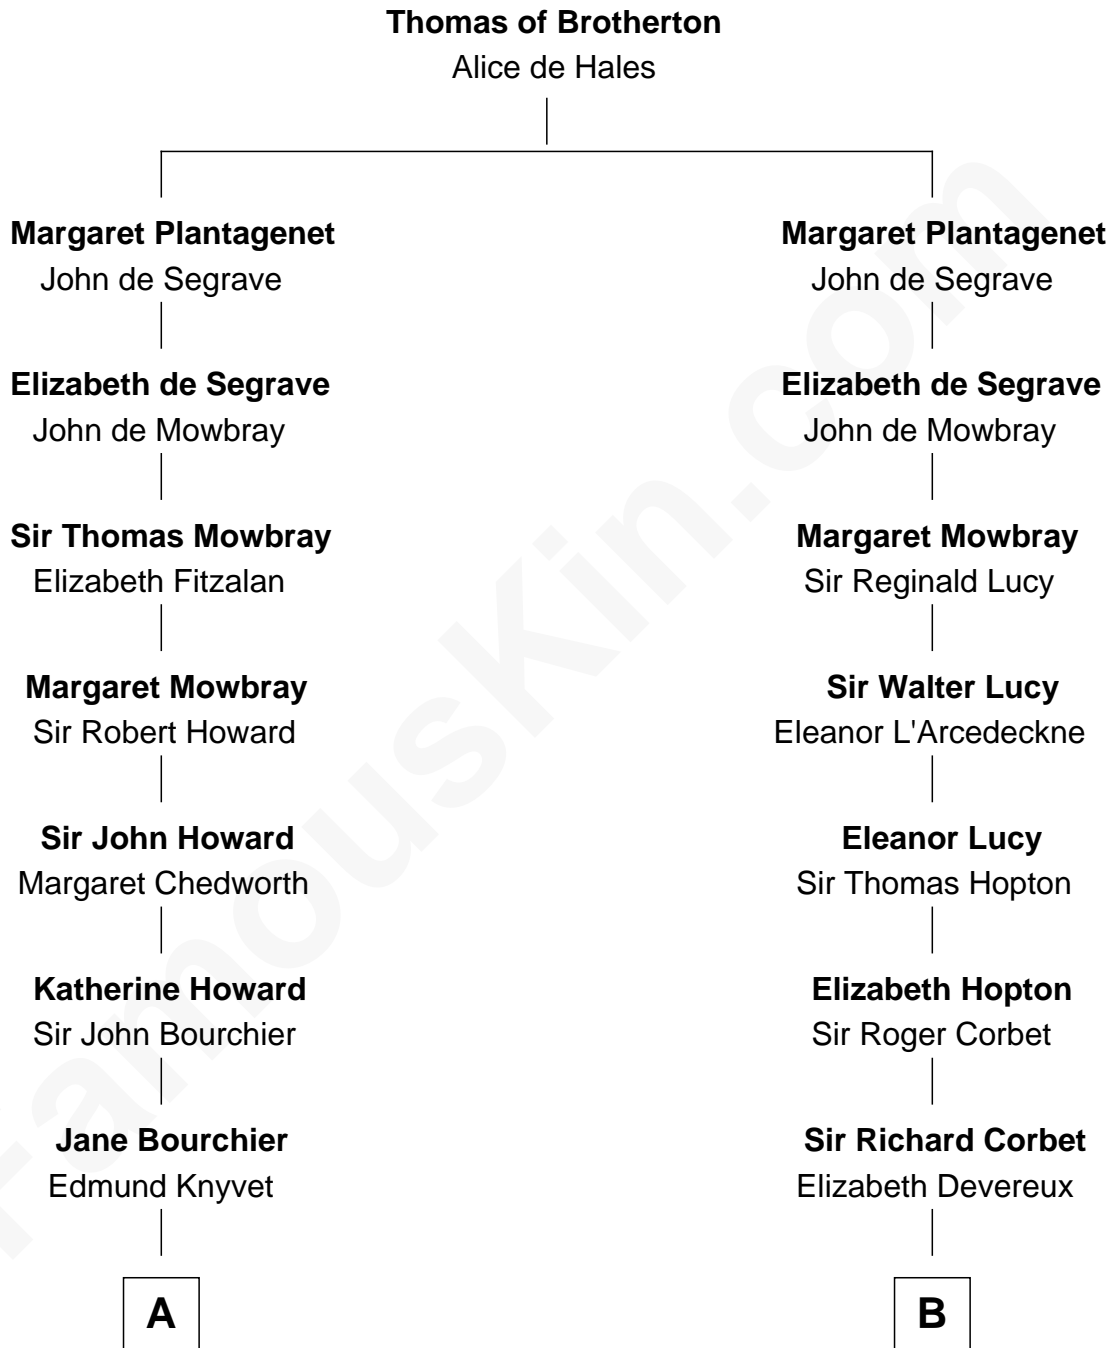 Thomas of Brotherton
Alice de Hales
Margaret Plantagenet
John de Segrave
Elizabeth de Segrave
John de Mowbray
Sir Thomas Mowbray
Elizabeth Fitzalan
Margaret Mowbray
Sir Robert Howard
Sir John Howard
Margaret Chedworth
Katherine Howard
Sir John Bourchier
Jane Bourchier
Edmund Knyvet
A
Margaret Plantagenet
John de Segrave
Elizabeth de Segrave
John de Mowbray
Margaret Mowbray
Sir Reginald Lucy
Sir Walter Lucy
Eleanor L'Arcedeckne
Eleanor Lucy
Sir Thomas Hopton
Elizabeth Hopton
Sir Roger Corbet
Sir Richard Corbet
Elizabeth Devereux
B
FamousKin.com